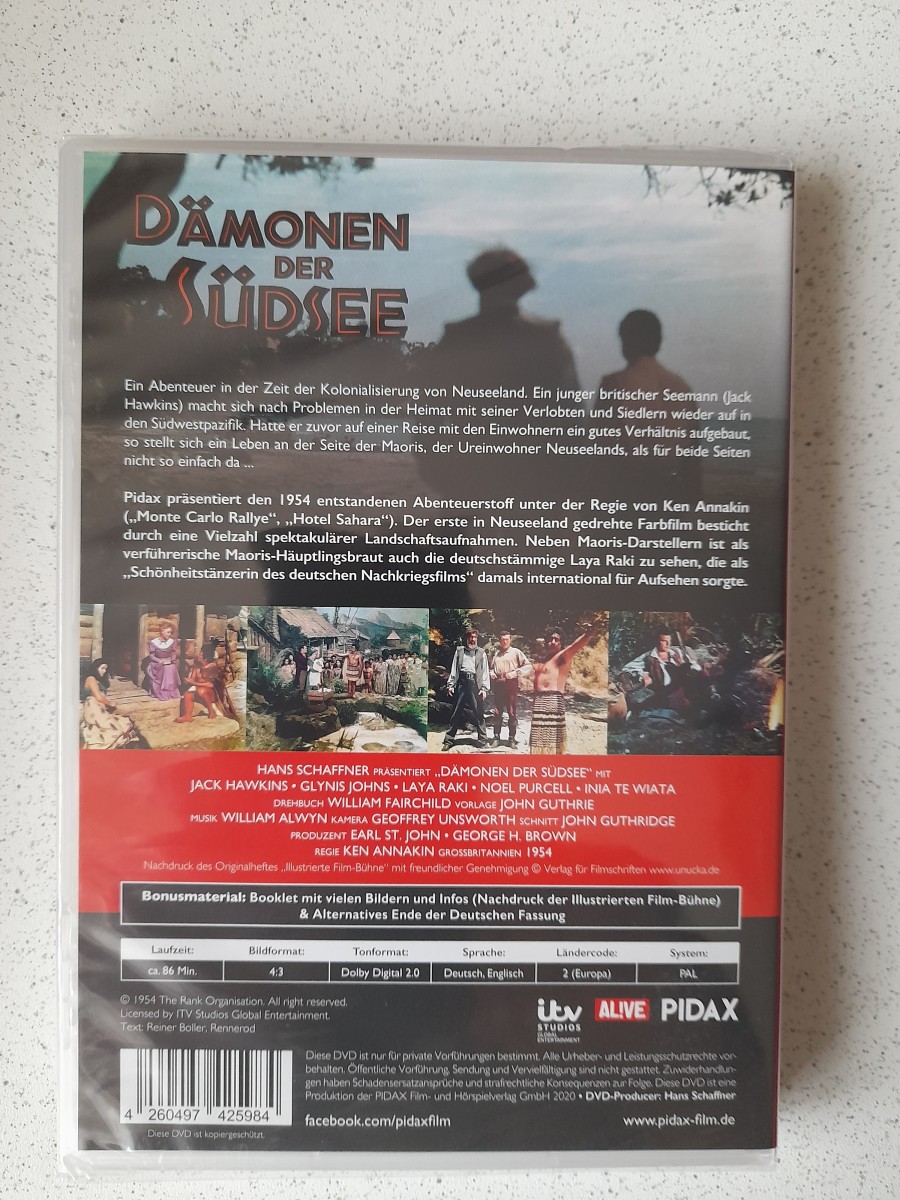 DÄMONEN
DER
SÜDSEE
Ein Abenteuer in der Zeit der Kolonialisierung von Neuseeland. Ein junger britischer Seemann (Jack
Hawkins) macht sich nach Problemen in der Heimat mit seiner Verlobten und Siedlern wieder auf in
den Südwestpazifik. Hatte er zuvor auf einer Reise mit den Einwohnern ein gutes Verhältnis aufgebaut,
so stellt sich ein Leben an der Seite der Maoris, der Ureinwohner Neuseelands, als für beide Seiten
nicht so einfach da ...
Pidax präsentiert den 1954 entstandenen Abenteuerstoff unter der Regie von Ken Annakin
(„Monte Carlo Rallye“, „Hotel Sahara“). Der erste in Neuseeland gedrehte Farbfilm besticht
durch eine Vielzahl spektakulärer Landschaftsaufnahmen. Neben Maoris-Darstellern ist als
verführerische Maoris-Häuptlingsbraut auch die deutschstämmige Laya Raki zu sehen, die als
„Schönheitstänzerin des deutschen Nachkriegsfilms“ damals international für Aufsehen sorgte.
HANS SCHAFFNER PRÄSENTIERT „DÄMONEN DER SÜDSEE“ MIT
JACK HAWKINS • GLYNIS JOHNS • LAYA RAKI • NOEL PURCELL • INIA TE WIATA
DREHBUCH WILLIAM FAIRCHILD VORLAGE JOHN GUTHRIE
MUSIK WILLIAM ALWYN KAMERA GEOFFREY UNSWORTH SCHNITT JOHN GUTHRIDGE
PRODUZENT EARL ST. JOHN • GEORGE H. BROWN
REGIE KEN ANNAKIN GROSSBRITANNIEN 1954
Nachdruck des Originalheftes „Illustrierte Film-Bühne“ mit freundlicher Genehmigung © Verlag für Filmschriften www.unucka.de
Bonusmaterial: Booklet mit vielen Bildern und Infos (Nachdruck der Illustrierten Film-Bühne)
& Alternatives Ende der Deutschen Fassung
Laufzeit: Bildformat: Tonformat: Sprache: Ländercode: System:
ca. 86 Min. 4:3 Dolby Digital 2.0 Deutsch, Englisch 2 (Europa) PAL
© 1954 The Rank Organisation. All right reserved.
Licensed by ITV Studios Global Entertainment.
Text: Reiner Boller, Rennerod
itv
STUDIOS
GLOBAL
ENTERTAINMENT
AL!VE
PIDAX
Diese DVD ist nur für private Vorführungen bestimmt. Alle Urheber- und Leistungsschutzrechte vor-
behalten. Öffentliche Vorführung, Sendung und Vervielfältigung sind nicht gestattet. Zuwiderhandlun-
gen haben Schadensersatzansprüche und strafrechtliche Konsequenzen zur Folge. Diese DVD ist eine
Produktion der PIDAX Film- und Hörspielverlag GmbH 2020 • DVD-Producer: Hans Schaffner
4 260497 425984
Diese DVD ist kopiergeschützt.
facebook.com/pidaxfilm
www.pidax-film.de